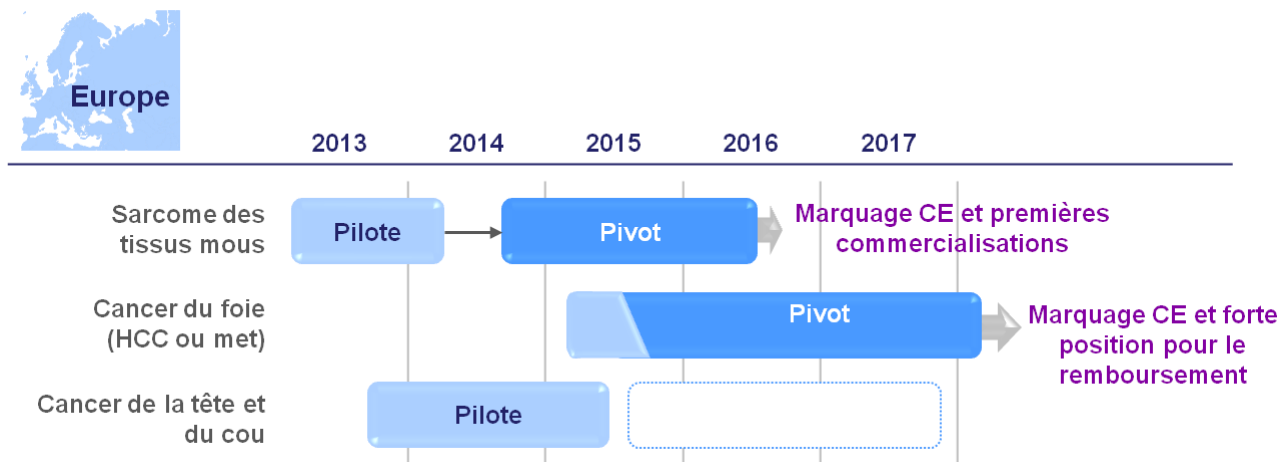 Europe
2013 2014 2015 2016 2017
Sarcome des
tissus mous
Pilote
Pivot
Marquage CE et premières
commercialisations
Cancer du foie
(HCC ou met)
Pivot
Marquage CE et forte
position pour le
remboursement
Cancer de la tête et
du cou
Pilote